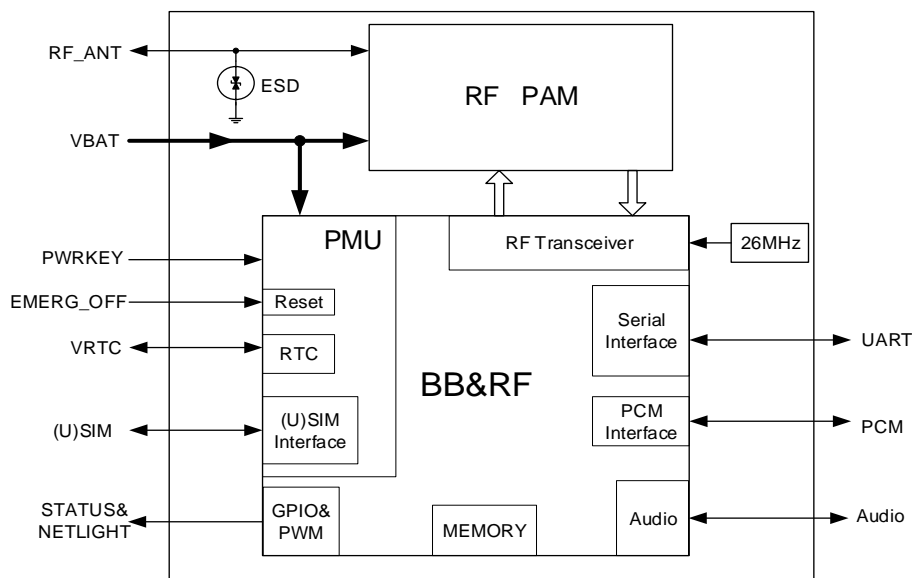 RF_ANT
ESD
RF PAM
VBAT
PMU
RF Transceiver
26MHz
PWRKEY
EMERG_OFF
Reset
Serial
Interface
VRTC
RTC
UART
BB&RF
(U)SIM
(U)SIM
Interface
PCM
Interface
PCM
STATUS&
NETLIGHT
GPIO&
PWM
MEMORY
Audio
Audio